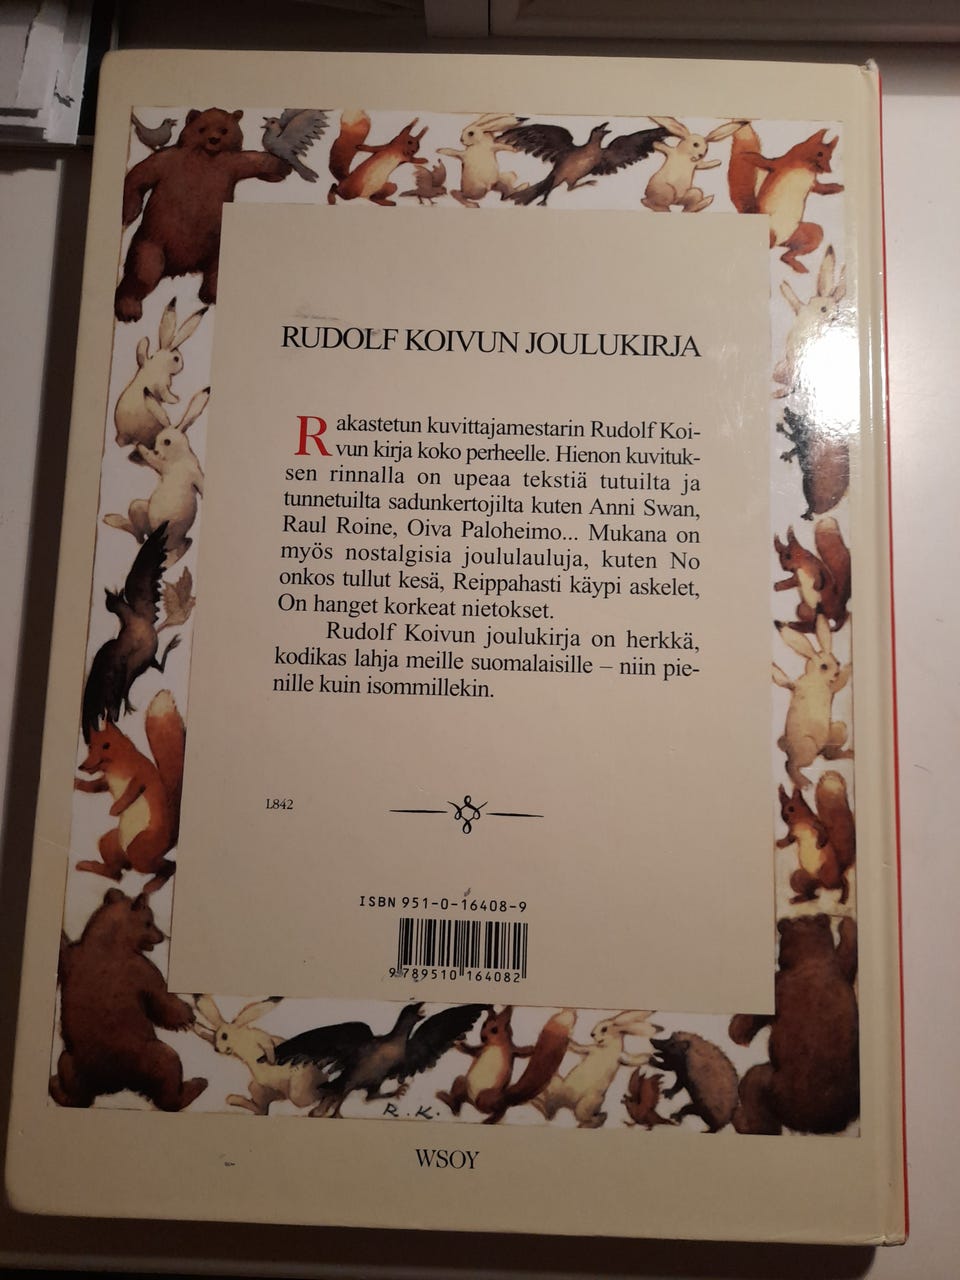 RUDOLF KOIVUN JOULUKIRJA
Rakastetun kuvittajamestarin Rudolf Koi-
vun kirja koko perheelle. Hienon kuvituk-
sen rinnalla on upeaa tekstiä tutuilta ja
tunnetuilta sadunkertojilta kuten Anni Swan,
Raul Roine, Oiva Paloheimo... Mukana on
myös nostalgisia joululauluja, kuten No
onkos tullut kesä, Reippahasti käypi askelet,
On hanget korkeat nietokset.
Rudolf Koivun joulukirja on herkkä,
kodikas lahja meille suomalaisille – niin pie-
nille kuin isommillekin.
L842
ISBN 951-0-16408-9
9 789510 164082
R.K.
WSOY